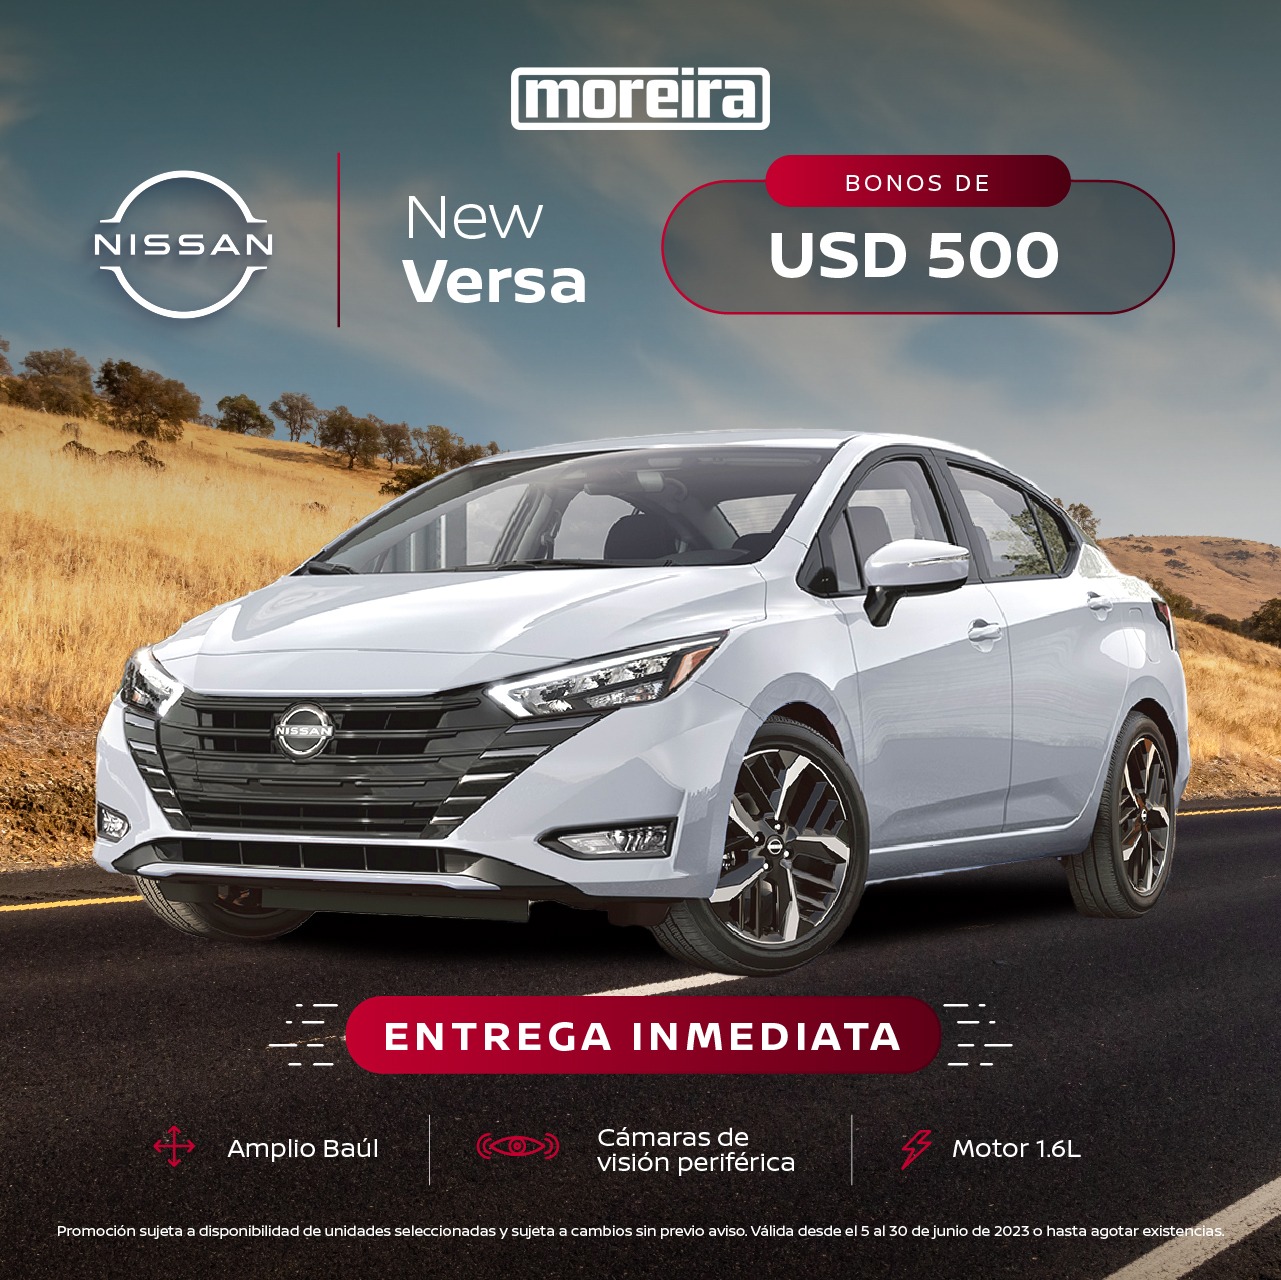 moreira
NISSAN
New
Versa
BONOS DE
USD 500
NISSAN
ENTREGA INMEDIATA
Amplio Baúl
Cámaras de
visión periférica
Motor 1.6L
Promoción sujeta a disponibilidad de unidades seleccionadas y sujeta a cambios sin previo aviso. Válida desde el 5 al 30 de junio de 2023 o hasta agotar existencias.